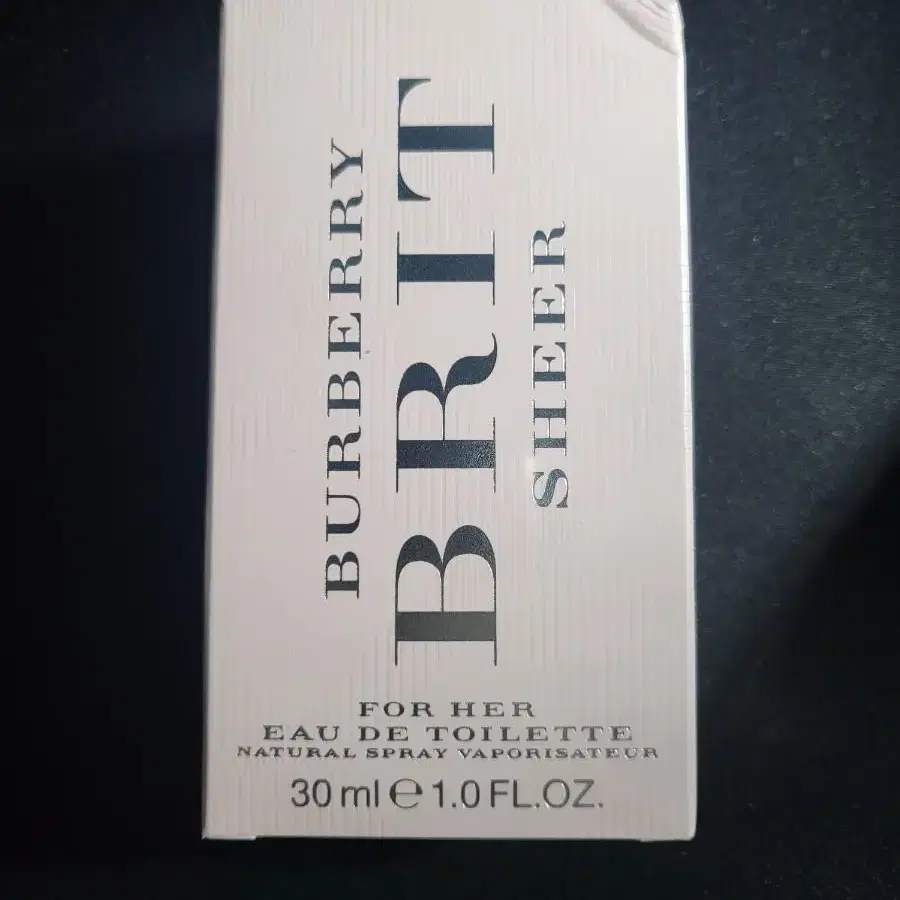 BURBERRY
BRIT
SHEER
FOR HER
EAU DE TOILETTE
NATURAL SPRAY VAPORISATEUR
30 ml ℮ 1.0 FL.OZ.